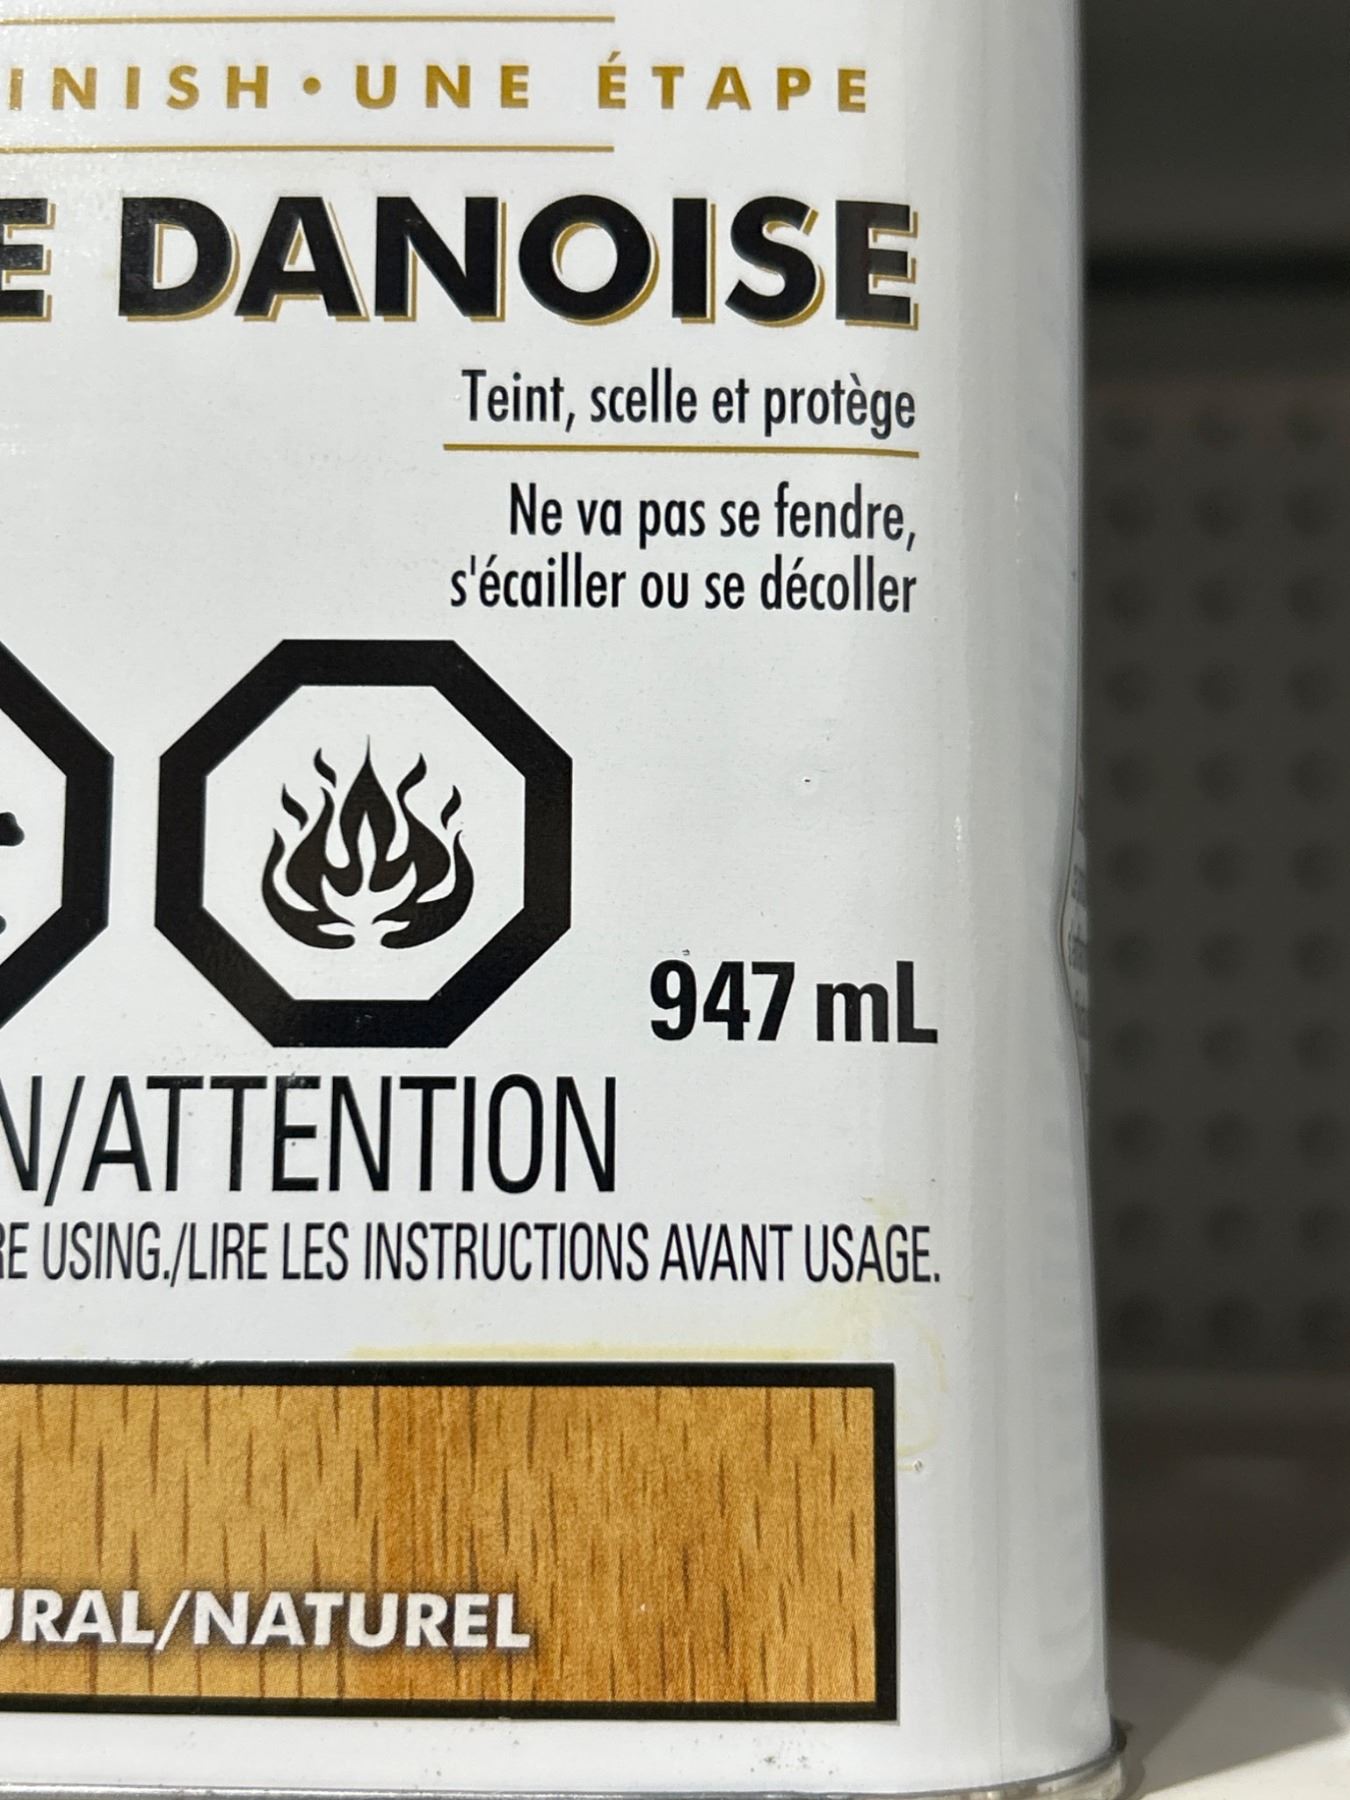 INISH • UNE ÉTAPE
E DANOISE
Teint, scelle et protège
Ne va pas se fendre,
s'écailler ou se décoller
947 mL
N/ATTENTION
RE USING./LIRE LES INSTRUCTIONS AVANT USAGE.
URAL/NATUREL